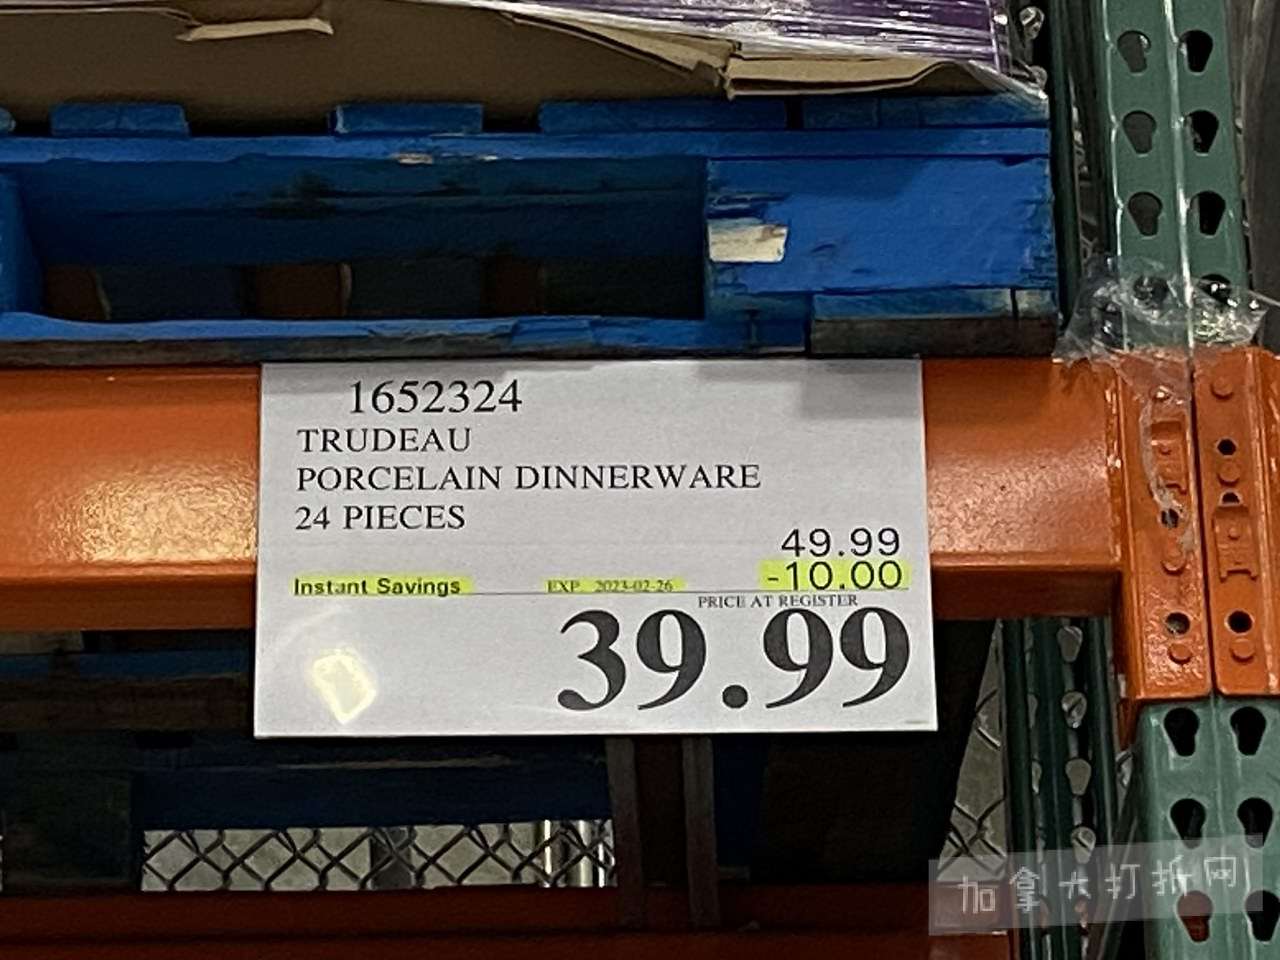 1652324
TRUDEAU
PORCELAIN DINNERWARE
24 PIECES
49.99
Instant Savings EXP. 2023-02-26 -10.00
PRICE AT REGISTER
39.99
加拿大打折网